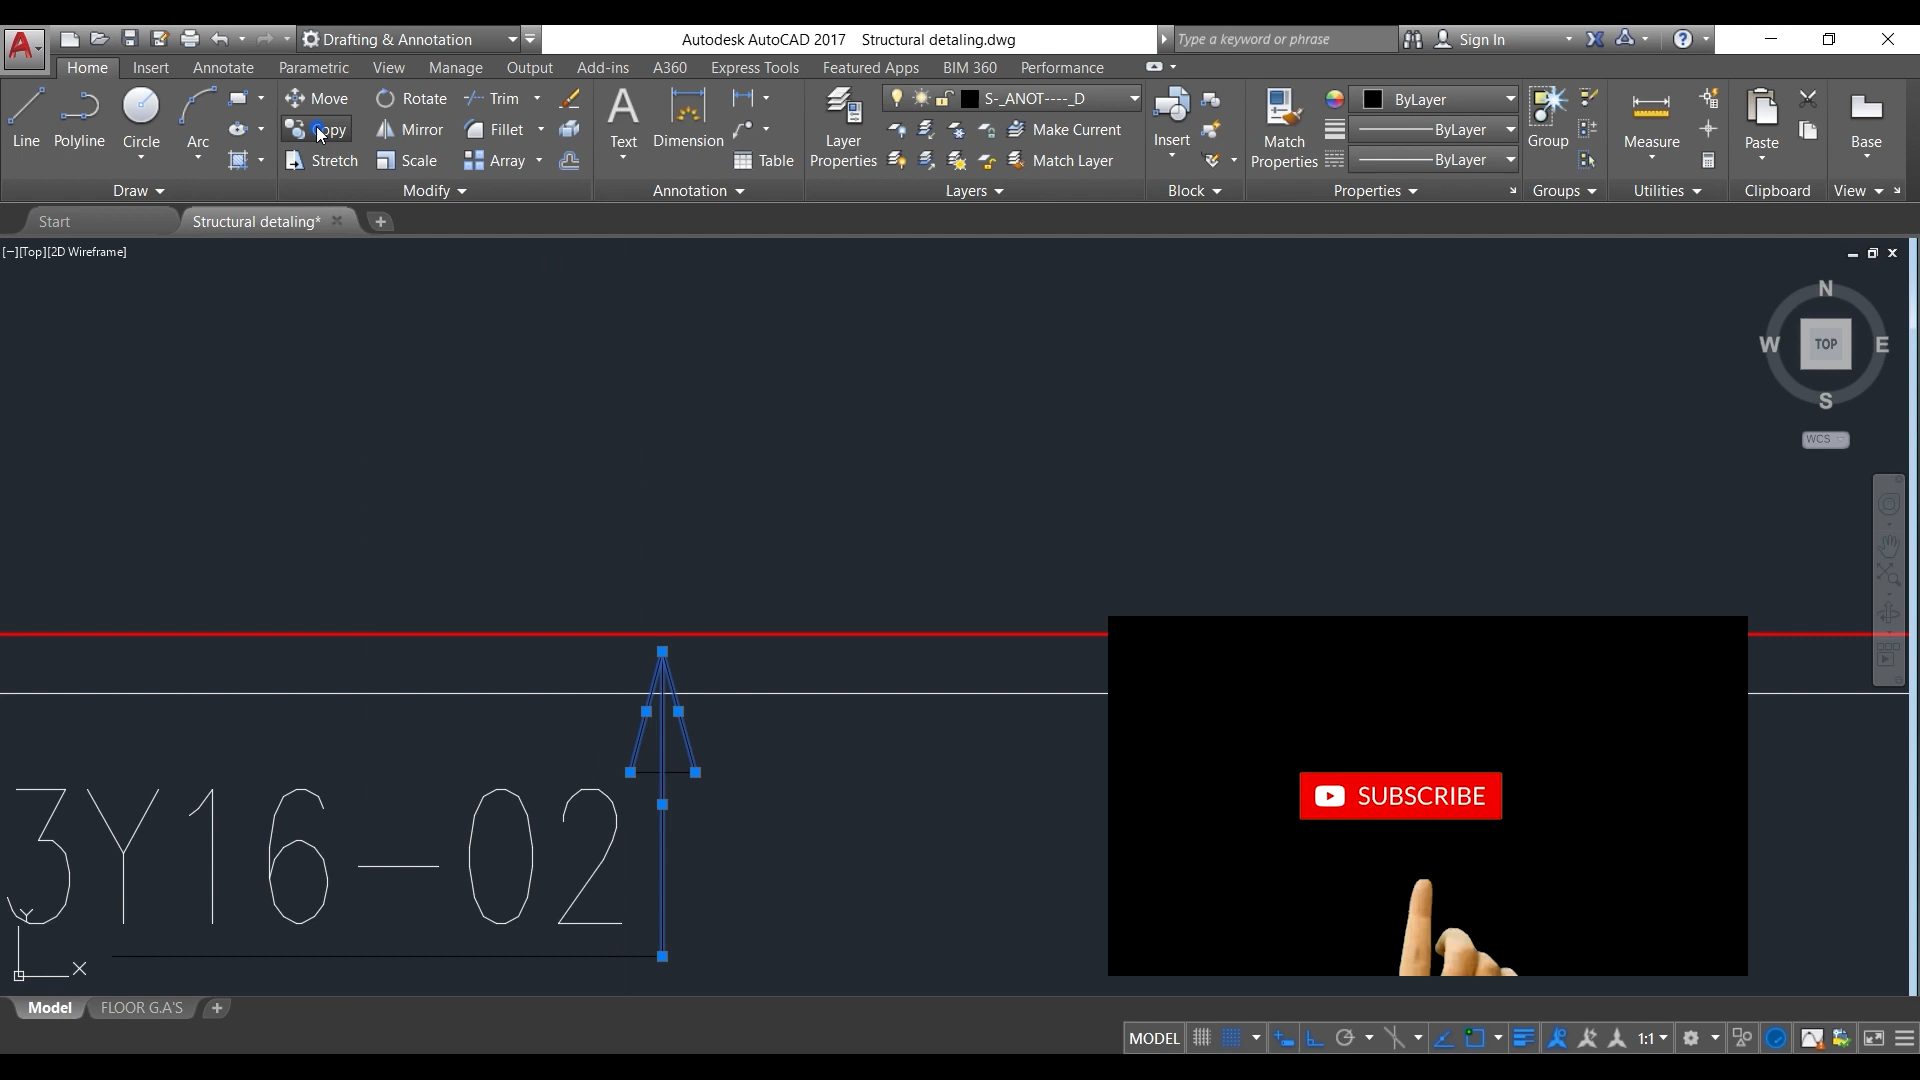 Drafting & Annotation
Autodesk AutoCAD 2017 Structural detaling.dwg
Type a keyword or phrase
Sign In
Home Insert Annotate Parametric View Manage Output Add-ins A360 Express Tools Featured Apps BIM 360 Performance
Line Polyline Circle Arc
Move Rotate Trim
Copy Mirror Fillet
Stretch Scale Array
Text Dimension Table
Layer Properties
S-_ANOT----_D
Make Current
Match Layer
Insert
Match Properties
ByLayer
ByLayer
ByLayer
Group
Measure
Paste
Base
Draw Modify Annotation Layers Block Properties Groups Utilities Clipboard View
Start Structural detaling*
[−][Top][2D Wireframe]
N
W TOP E
S
WCS
SUBSCRIBE
3Y16-02
Y
X
Model FLOOR G.A'S
MODEL 1:1